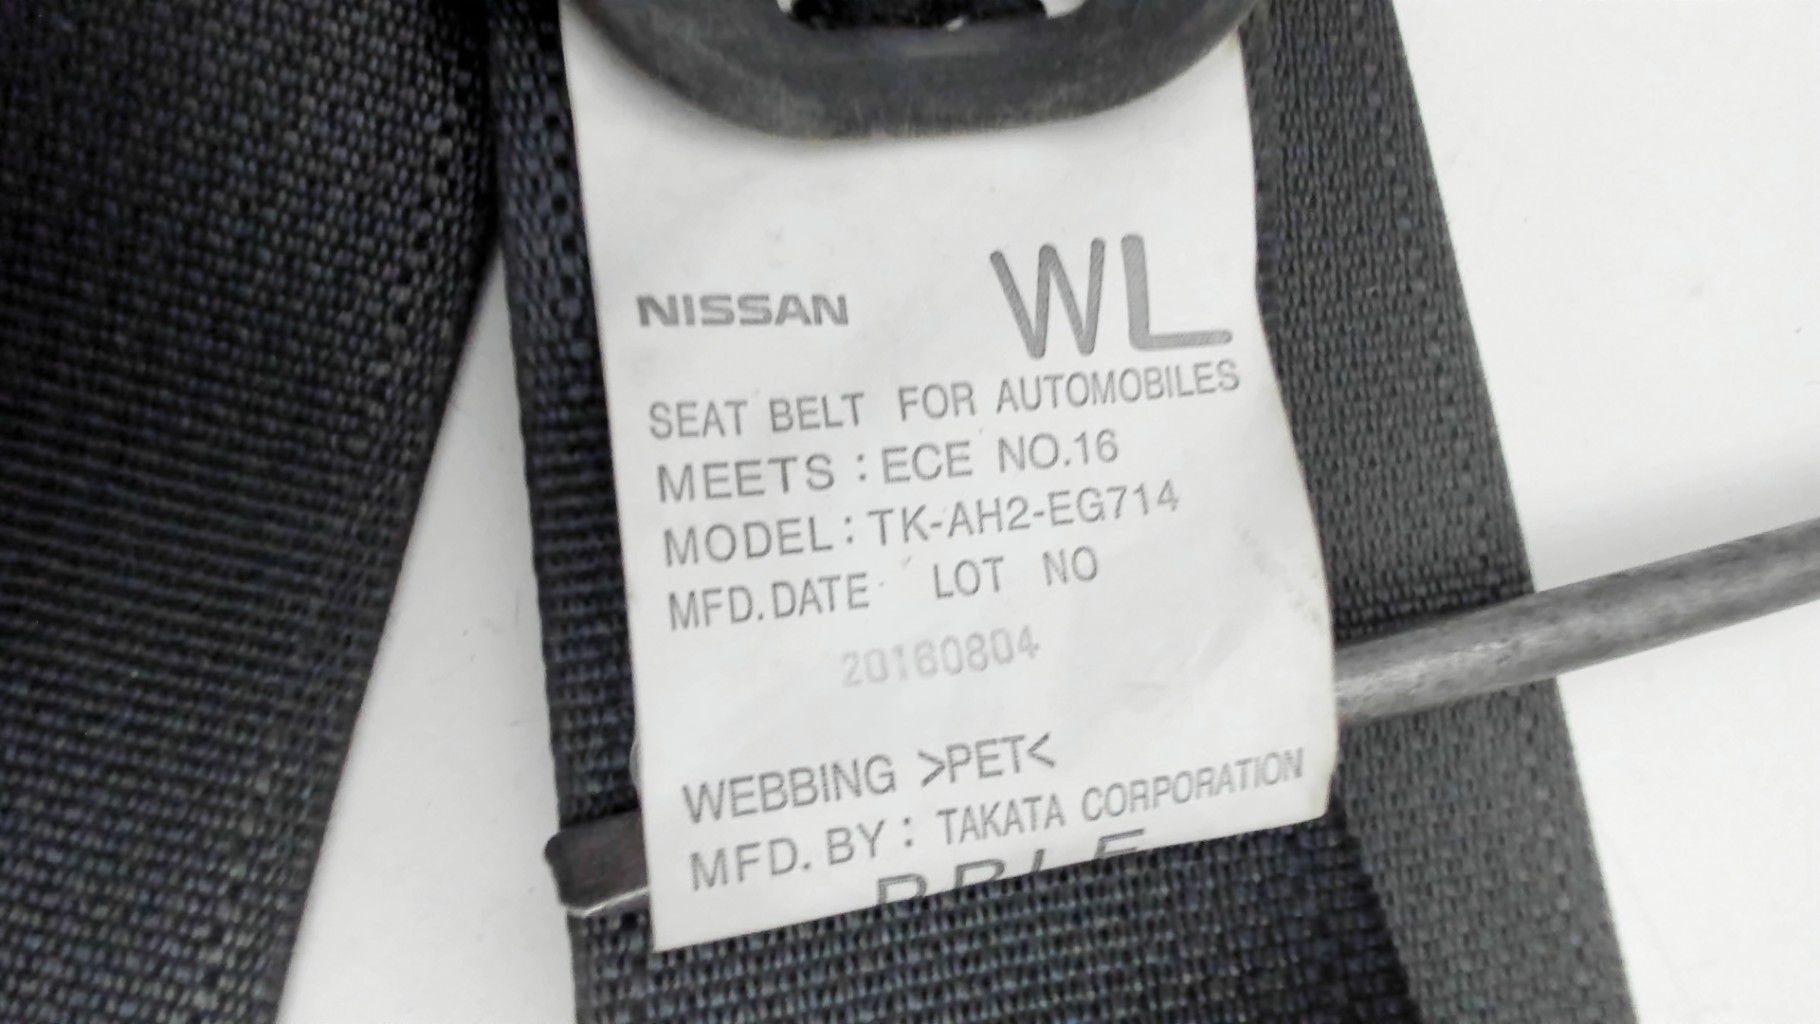 NISSAN WL
SEAT BELT FOR AUTOMOBILES
MEETS : ECE NO.16
MODEL : TK-AH2-EG714
MFD.DATE LOT NO
20160804
WEBBING >PET<
MFD. BY : TAKATA CORPORATION